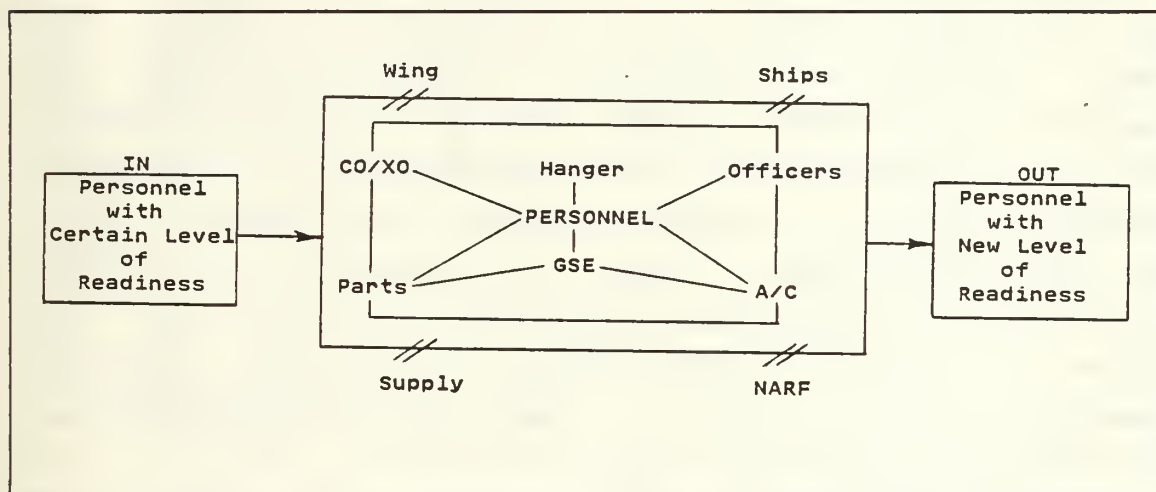 Wing
Ships
IN
Personnel
with
Certain Level
of
Readiness
CO/XO
Hanger
Officers
PERSONNEL
GSE
Parts
A/C
OUT
Personnel
with
New Level
of
Readiness
Supply
NARF